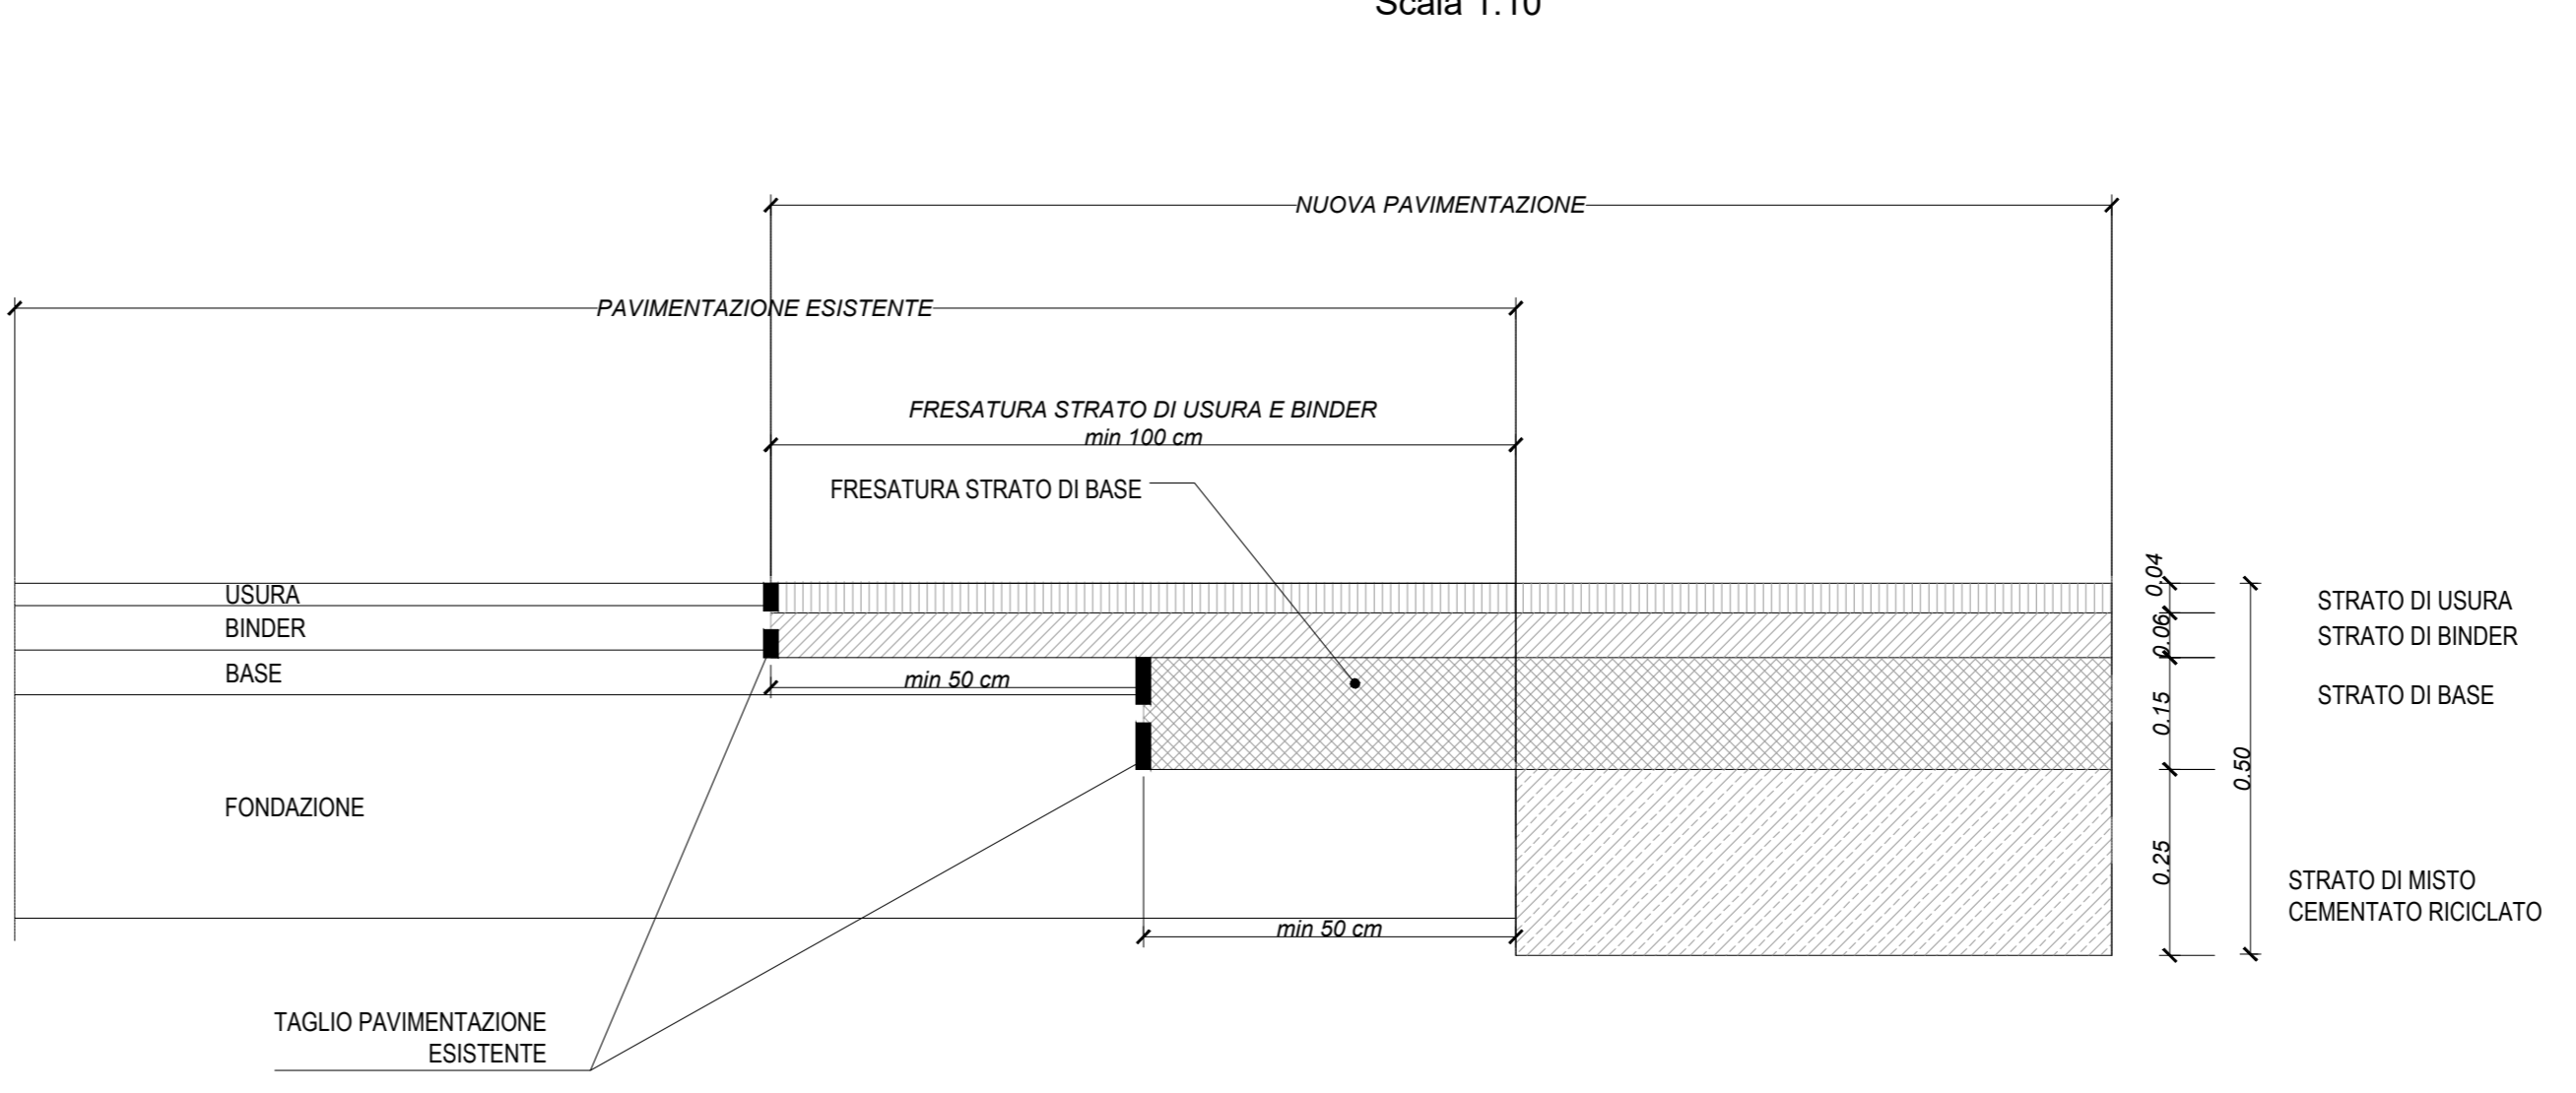 Scala 1:10
NUOVA PAVIMENTAZIONE
PAVIMENTAZIONE ESISTENTE
FRESATURA STRATO DI USURA E BINDER
min 100 cm
FRESATURA STRATO DI BASE
USURA
BINDER
BASE
FONDAZIONE
min 50 cm
min 50 cm
TAGLIO PAVIMENTAZIONE
ESISTENTE
0.04
0.06
0.15
0.25
0.50
STRATO DI USURA
STRATO DI BINDER
STRATO DI BASE
STRATO DI MISTO
CEMENTATO RICICLATO